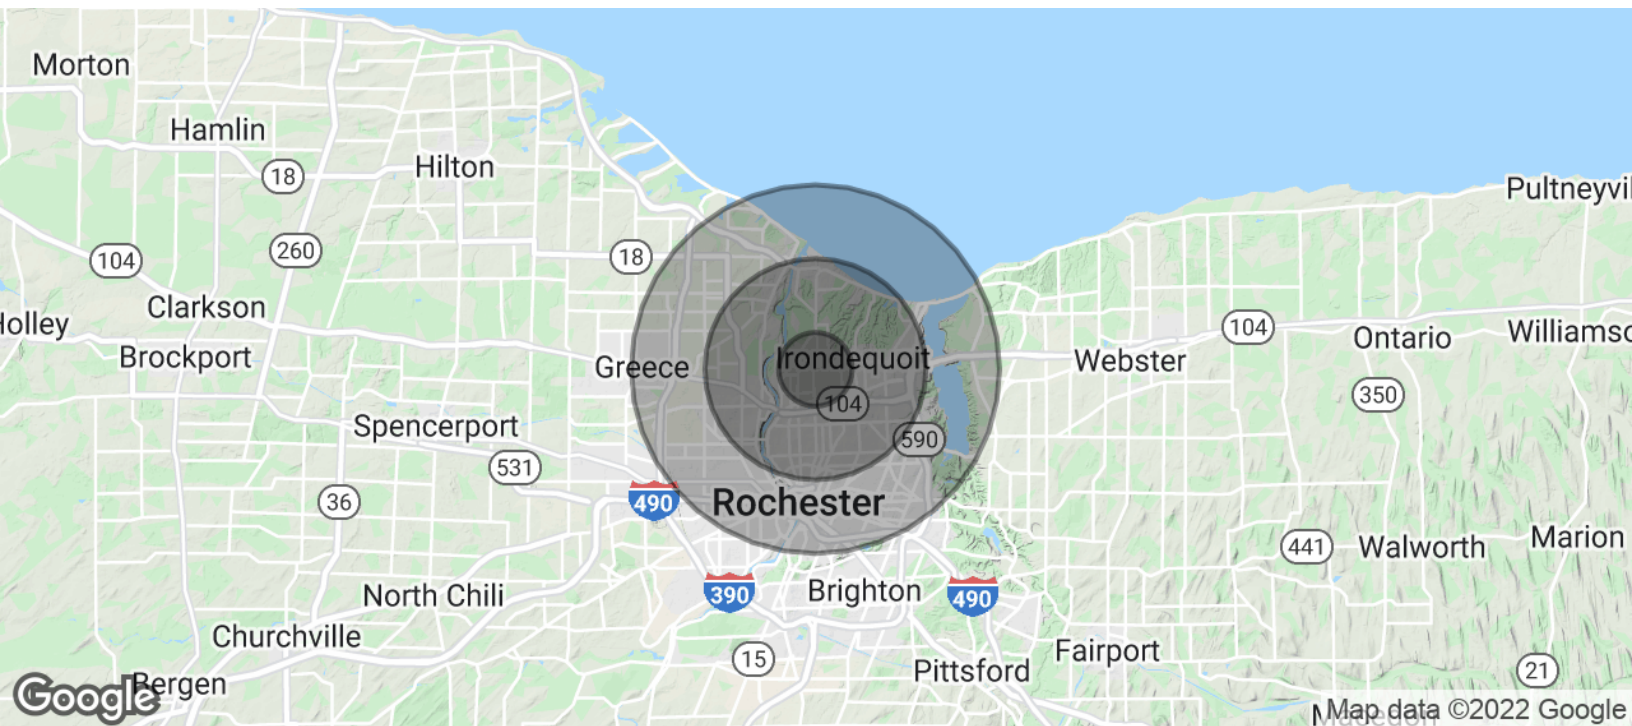 Morton
Hamlin
18
Hilton
Pultneyvil
260
18
104
Clarkson
Holley
104
Ontario
Williamso
Brockport
Greece
Irondequoit
Webster
350
104
Spencerport
590
531
36
490
Rochester
441
Walworth
Marion
390
Brighton
490
North Chili
Churchville
15
Pittsford
Fairport
21
Bergen
Google
Map data ©2022 Google